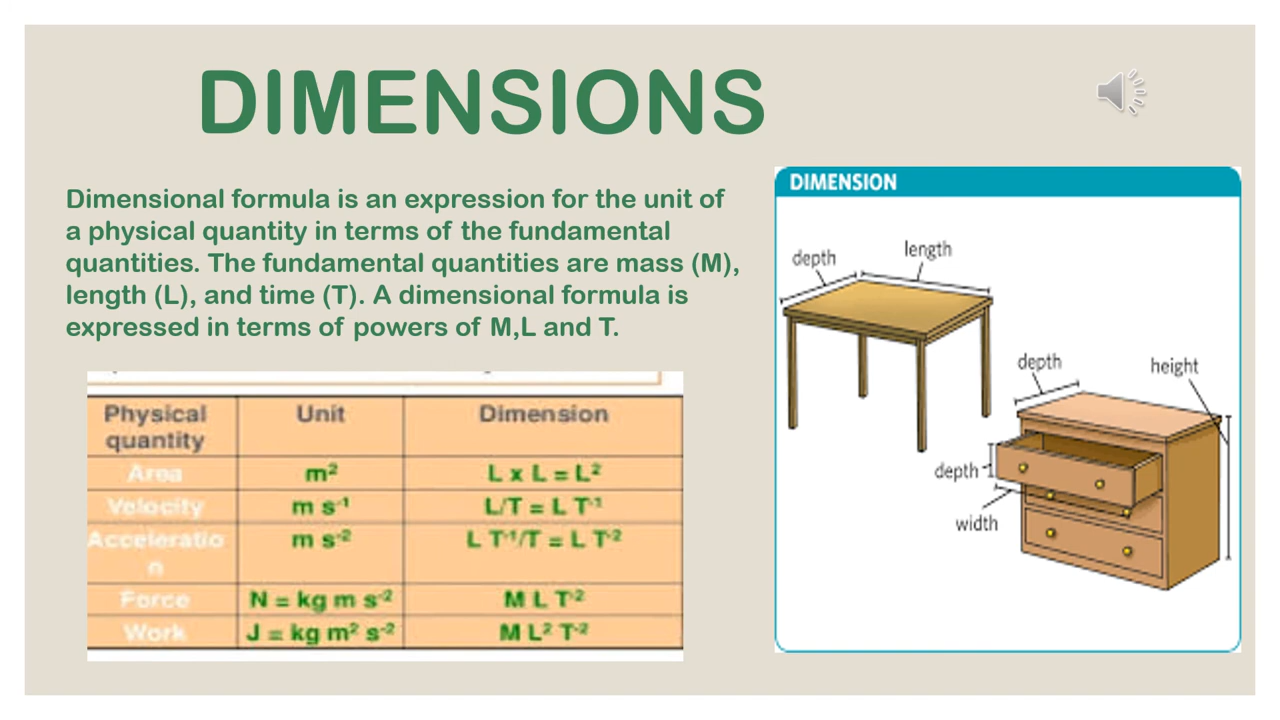 DIMENSIONS
Dimensional formula is an expression for the unit of
a physical quantity in terms of the fundamental
quantities. The fundamental quantities are mass (M),
length (L), and time (T). A dimensional formula is
expressed in terms of powers of M,L and T.
Physical quantity Unit Dimension
Area m² L x L = L²
Velocity m s⁻¹ L/T = L T⁻¹
Acceleration m s⁻² L T⁻¹/T = L T⁻²
Force N = kg m s⁻² M L T⁻²
Work J = kg m² s⁻² M L² T⁻²
DIMENSION
depth
length
depth
height
depth
width